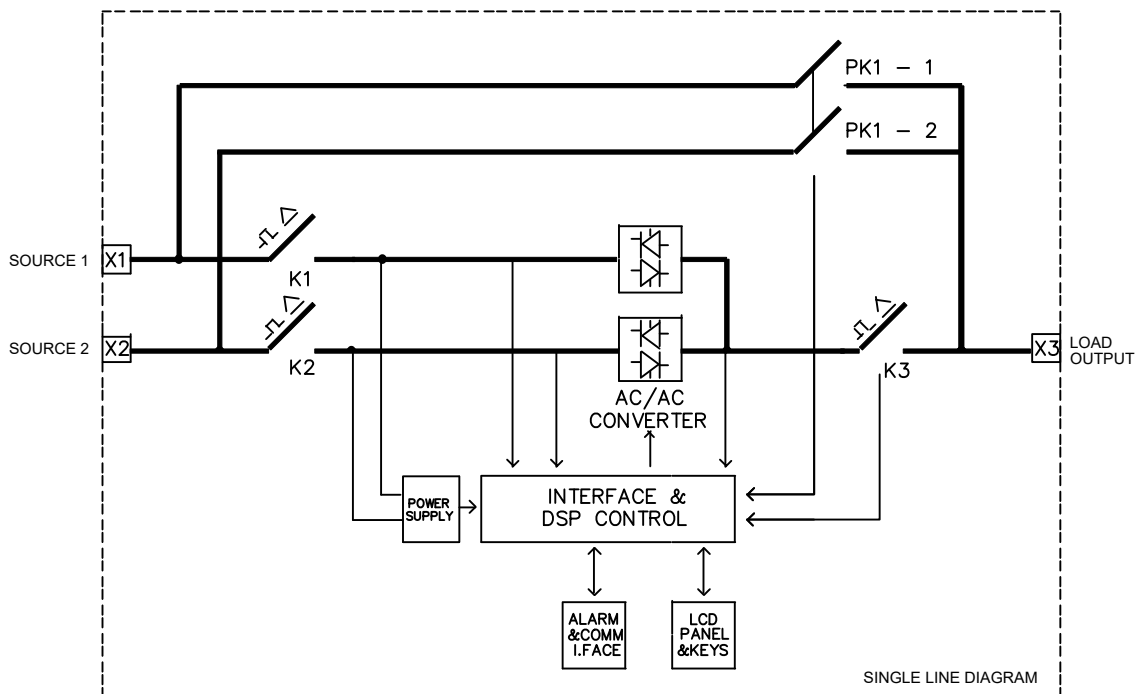 PK1 - 1
PK1 - 2
SOURCE 1
X1
K1
SOURCE 2
X2
K2
K3
X3
LOAD
OUTPUT
AC/AC
CONVERTER
POWER
SUPPLY
INTERFACE &
DSP CONTROL
ALARM
&COMM
I.FACE
LCD
PANEL
&KEYS
SINGLE LINE DIAGRAM